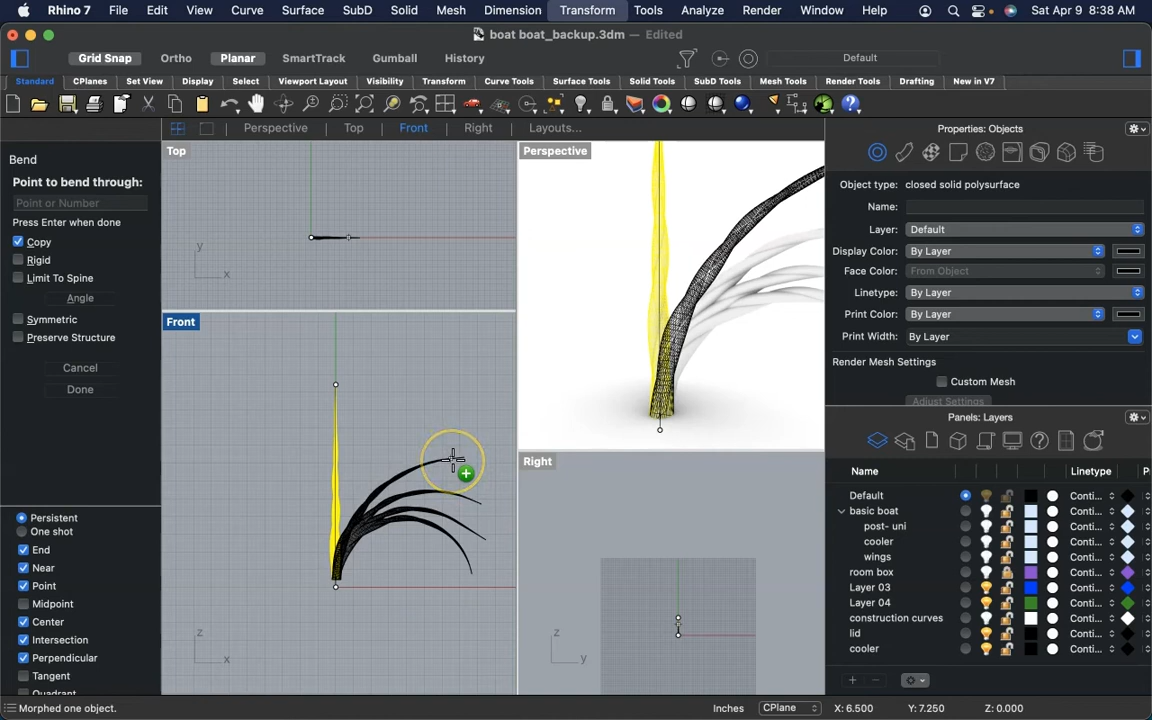 Rhino 7 File Edit View Curve Surface SubD Solid Mesh Dimension Transform Tools Analyze Render Window Help Sat Apr 9 8:38 AM
boat boat_backup.3dm — Edited
Grid Snap Ortho Planar SmartTrack Gumball History Default
Standard CPlanes Set View Display Select Viewport Layout Visibility Transform Curve Tools Surface Tools Solid Tools SubD Tools Mesh Tools Render Tools Drafting New in V7
Perspective Top Front Right Layouts...
Bend
Point to bend through:
Point or Number
Press Enter when done
Copy
Rigid
Limit To Spine
Angle
Symmetric
Preserve Structure
Cancel
Done
Persistent
One shot
End
Near
Point
Midpoint
Center
Intersection
Perpendicular
Tangent
Quadrant
Top
y
x
Perspective
Front
z
x
Right
z
y
Properties: Objects
Object type: closed solid polysurface
Name:
Layer: Default
Display Color: By Layer
Face Color: From Object
Linetype: By Layer
Print Color: By Layer
Print Width: By Layer
Render Mesh Settings
Custom Mesh
Adjust Settings
Panels: Layers
Name Linetype P
Default Conti...
basic boat Conti...
post- uni Conti...
cooler Conti...
wings Conti...
room box Conti...
Layer 03 Conti...
Layer 04 Conti...
construction curves Conti...
lid Conti...
cooler Conti...
Morphed one object. Inches CPlane X: 6.500 Y: 7.250 Z: 0.000